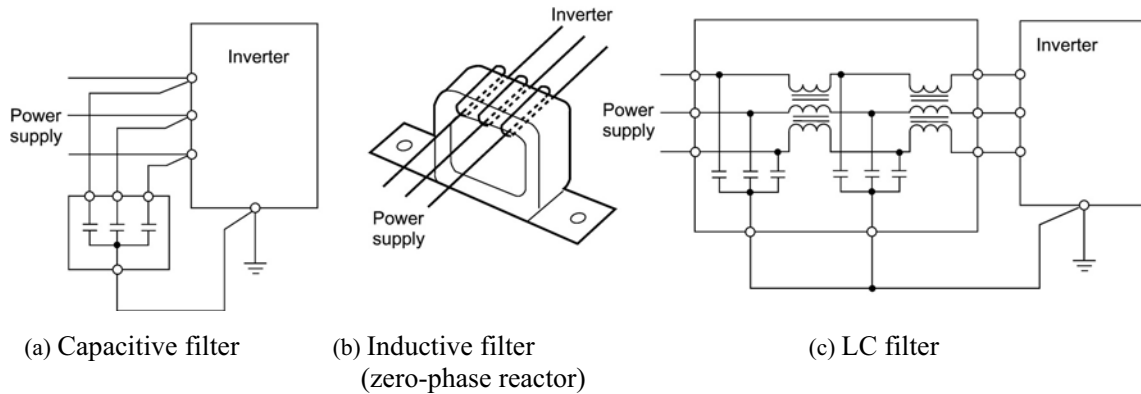 Inverter
Power
supply
(a) Capacitive filter
Inverter
Power
supply
(b) Inductive filter
(zero-phase reactor)
Inverter
Power
supply
(c) LC filter